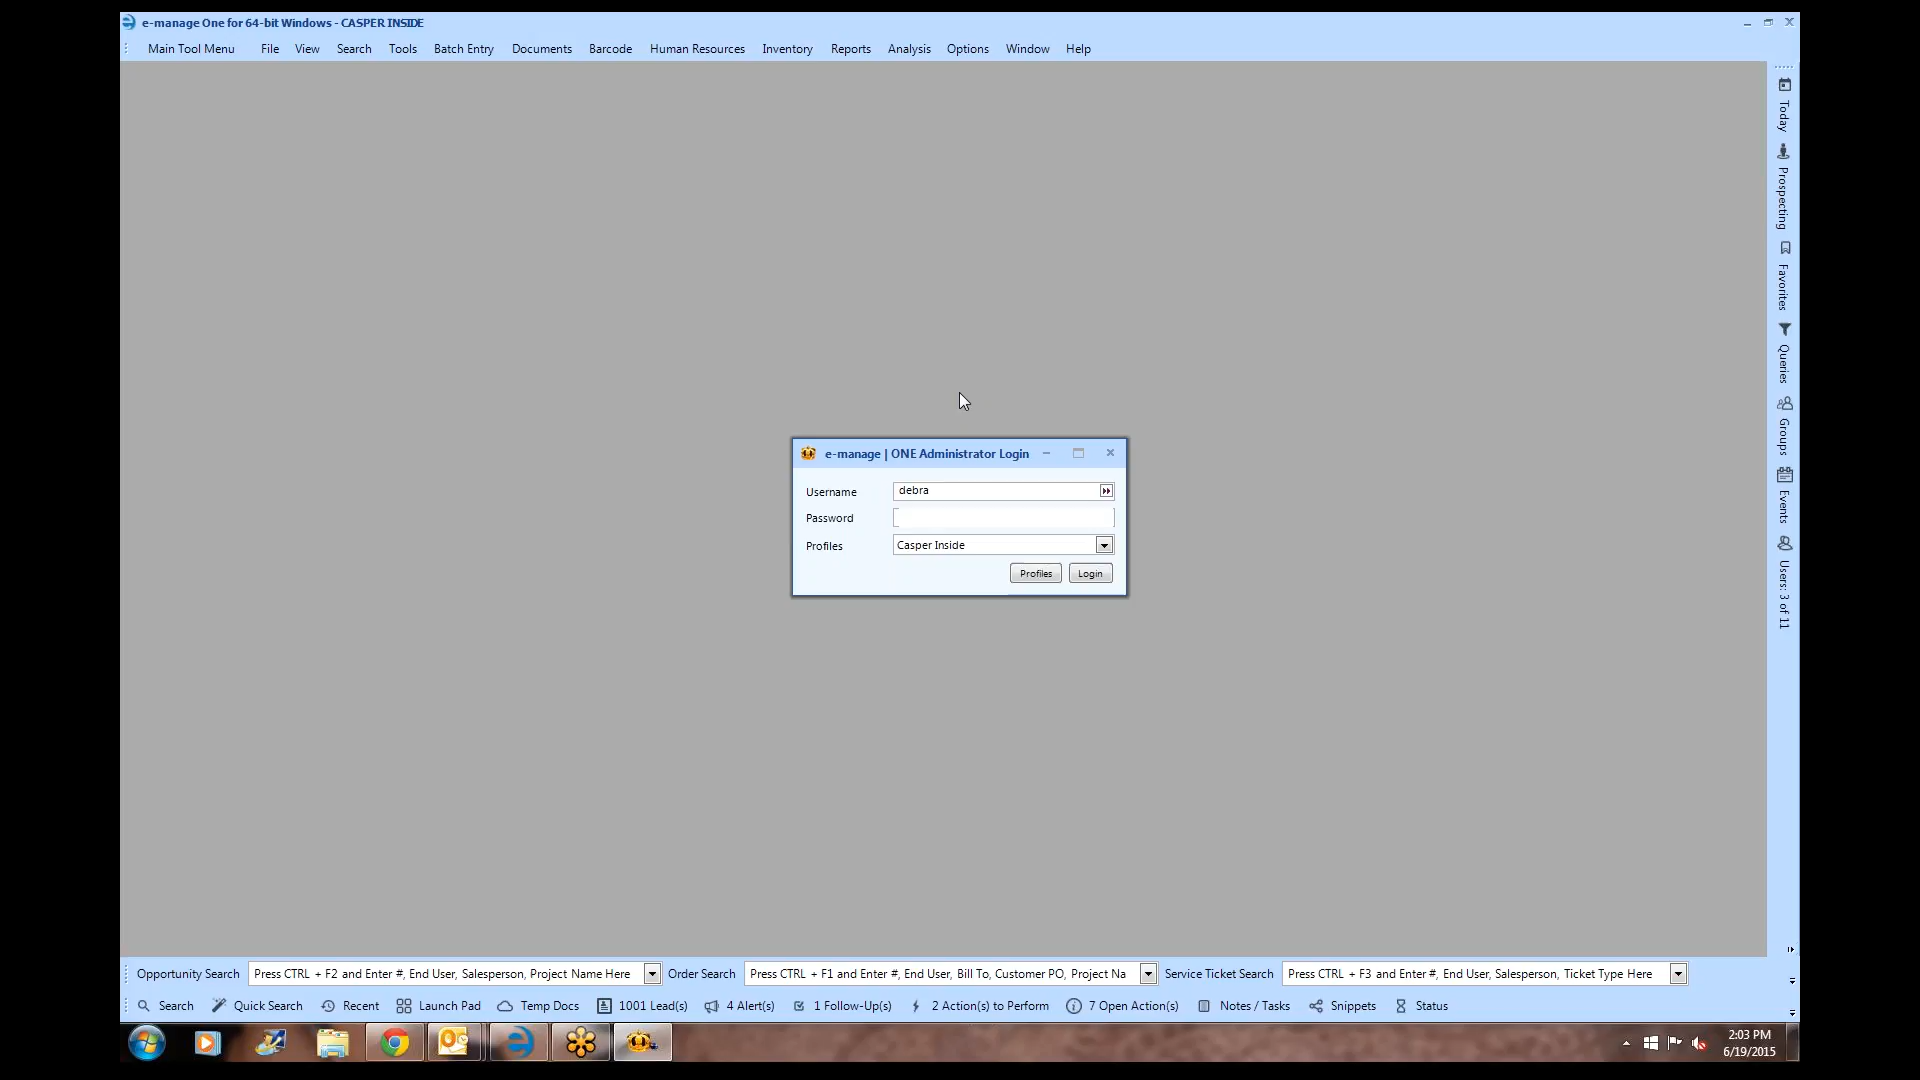 e-manage One for 64-bit Windows - CASPER INSIDE
Main Tool Menu File View Search Tools Batch Entry Documents Barcode Human Resources Inventory Reports Analysis Options Window Help
Today
Prospecting
Favorites
Queries
Groups
Events
Users: 3 of 11
e-manage | ONE Administrator Login
Username debra
Password
Profiles Casper Inside
Profiles Login
Opportunity Search Press CTRL + F2 and Enter #, End User, Salesperson, Project Name Here Order Search Press CTRL + F1 and Enter #, End User, Bill To, Customer PO, Project Na Service Ticket Search Press CTRL + F3 and Enter #, End User, Salesperson, Ticket Type Here
Search Quick Search Recent Launch Pad Temp Docs 1001 Lead(s) 4 Alert(s) 1 Follow-Up(s) 2 Action(s) to Perform 7 Open Action(s) Notes / Tasks Snippets Status
2:03 PM
6/19/2015